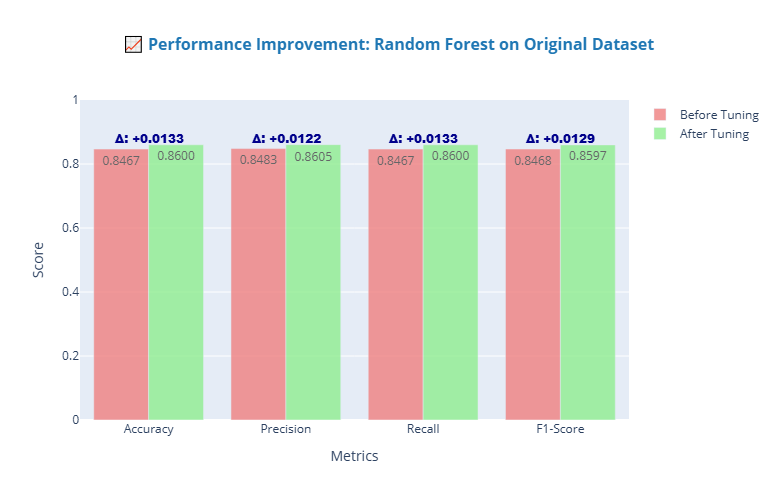 📈 Performance Improvement: Random Forest on Original Dataset
Before Tuning
After Tuning
Δ: +0.0133 Δ: +0.0122 Δ: +0.0133 Δ: +0.0129
0.8467 0.8600 0.8483 0.8605 0.8467 0.8600 0.8468 0.8597
1
0.8
0.6
0.4
0.2
0
Score
Accuracy Precision Recall F1-Score
Metrics